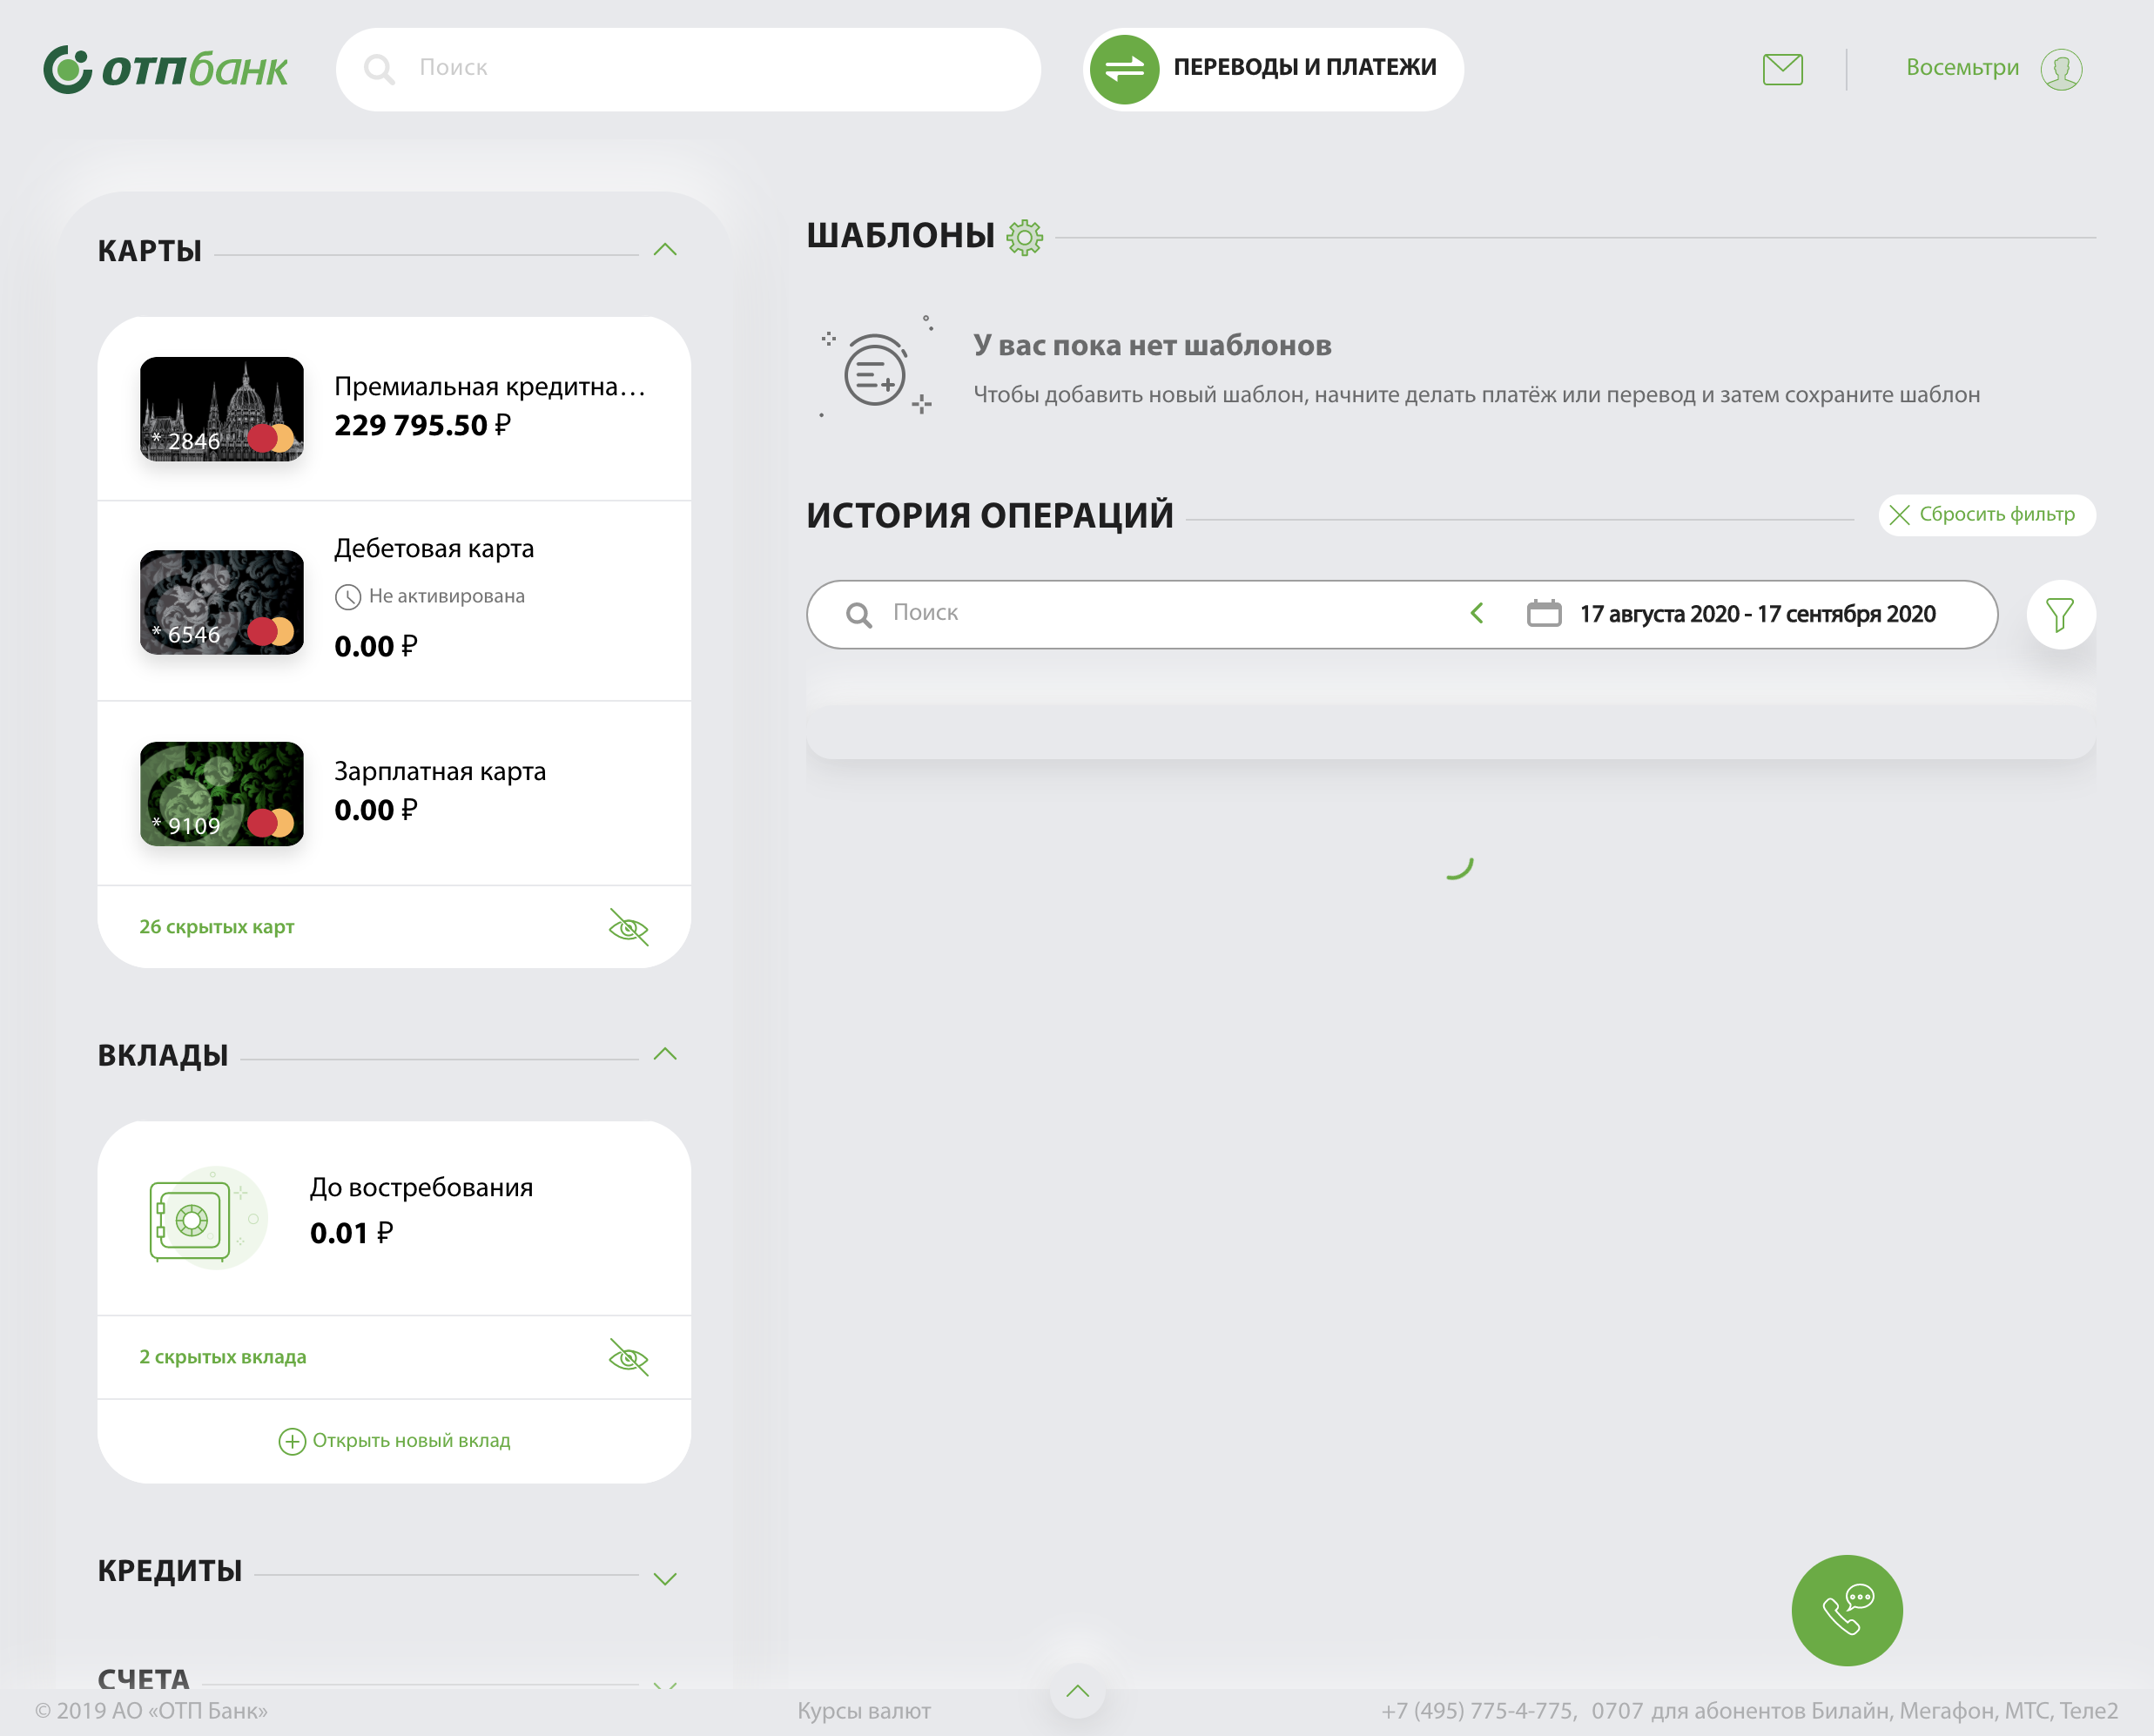 ОТПбанк
Поиск
ПЕРЕВОДЫ И ПЛАТЕЖИ
Восемьтри
КАРТЫ
Премиальная кредитна…
229 795.50 ₽
* 2846
Дебетовая карта
Не активирована
0.00 ₽
* 6546
Зарплатная карта
0.00 ₽
* 9109
26 скрытых карт
ВКЛАДЫ
До востребования
0.01 ₽
2 скрытых вклада
Открыть новый вклад
КРЕДИТЫ
СЧЕТА
ШАБЛОНЫ
У вас пока нет шаблонов
Чтобы добавить новый шаблон, начните делать платёж или перевод и затем сохраните шаблон
ИСТОРИЯ ОПЕРАЦИЙ
Сбросить фильтр
Поиск
17 августа 2020 - 17 сентября 2020
© 2019 АО «ОТП Банк»
Курсы валют
+7 (495) 775-4-775, 0707 для абонентов Билайн, Мегафон, МТС, Теле2